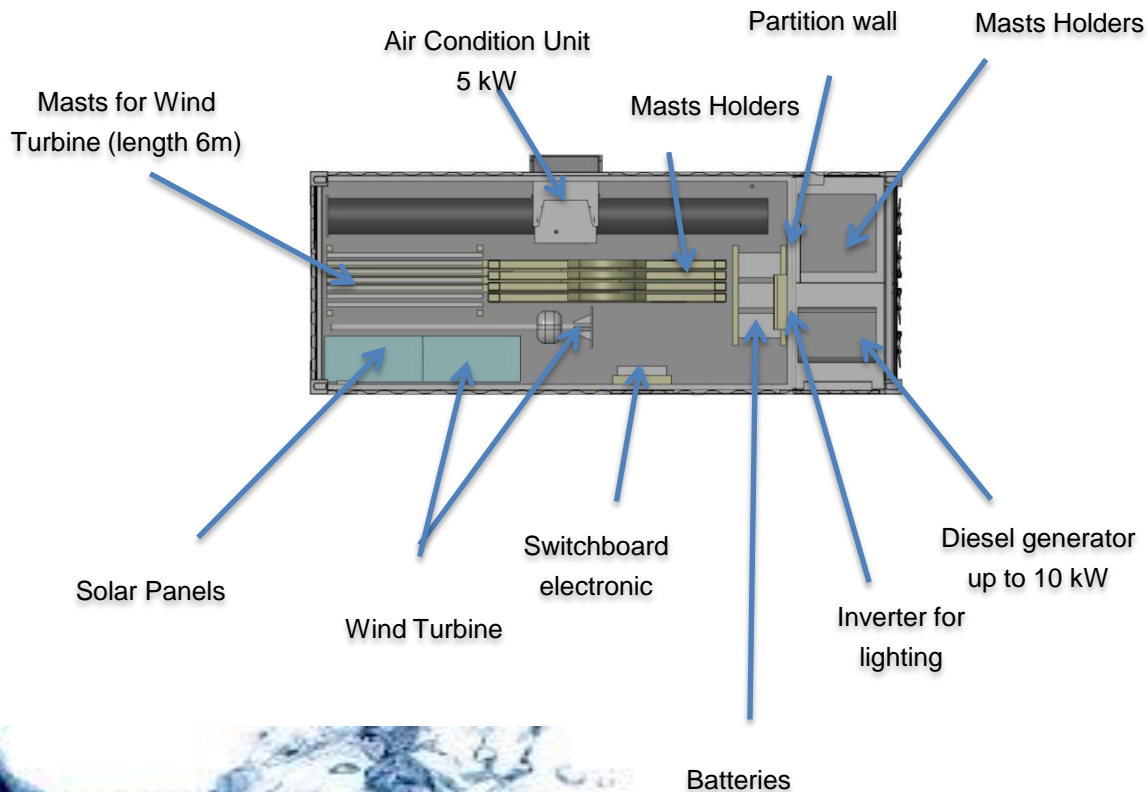 Partition wall
Masts Holders
Air Condition Unit
5 kW
Masts for Wind
Turbine (length 6m)
Masts Holders
Switchboard
electronic
Diesel generator
up to 10 kW
Solar Panels
Wind Turbine
Inverter for
lighting
Batteries